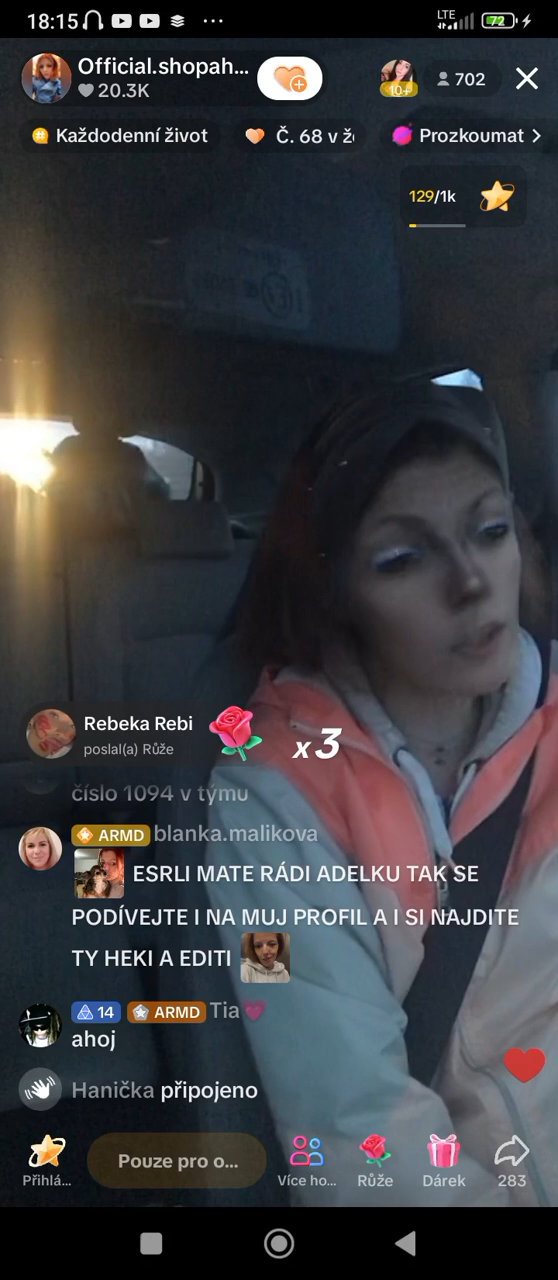 18:15
LTE
72
Official.shopah...
20.3K
10+
702
Každodenní život
Č. 68 v ž
Prozkoumat
129/1k
Rebeka Rebi
poslal(a) Růže
x3
číslo 1094 v týmu
ARMD blanka.malikova
ESRLI MATE RÁDI ADELKU TAK SE
PODÍVEJTE I NA MUJ PROFIL A I SI NAJDITE
TY HEKI A EDITI
14 ARMD Tia
ahoj
Hanička připojeno
Pouze pro o...
Přihlá...
Více ho...
Růže
Dárek
283